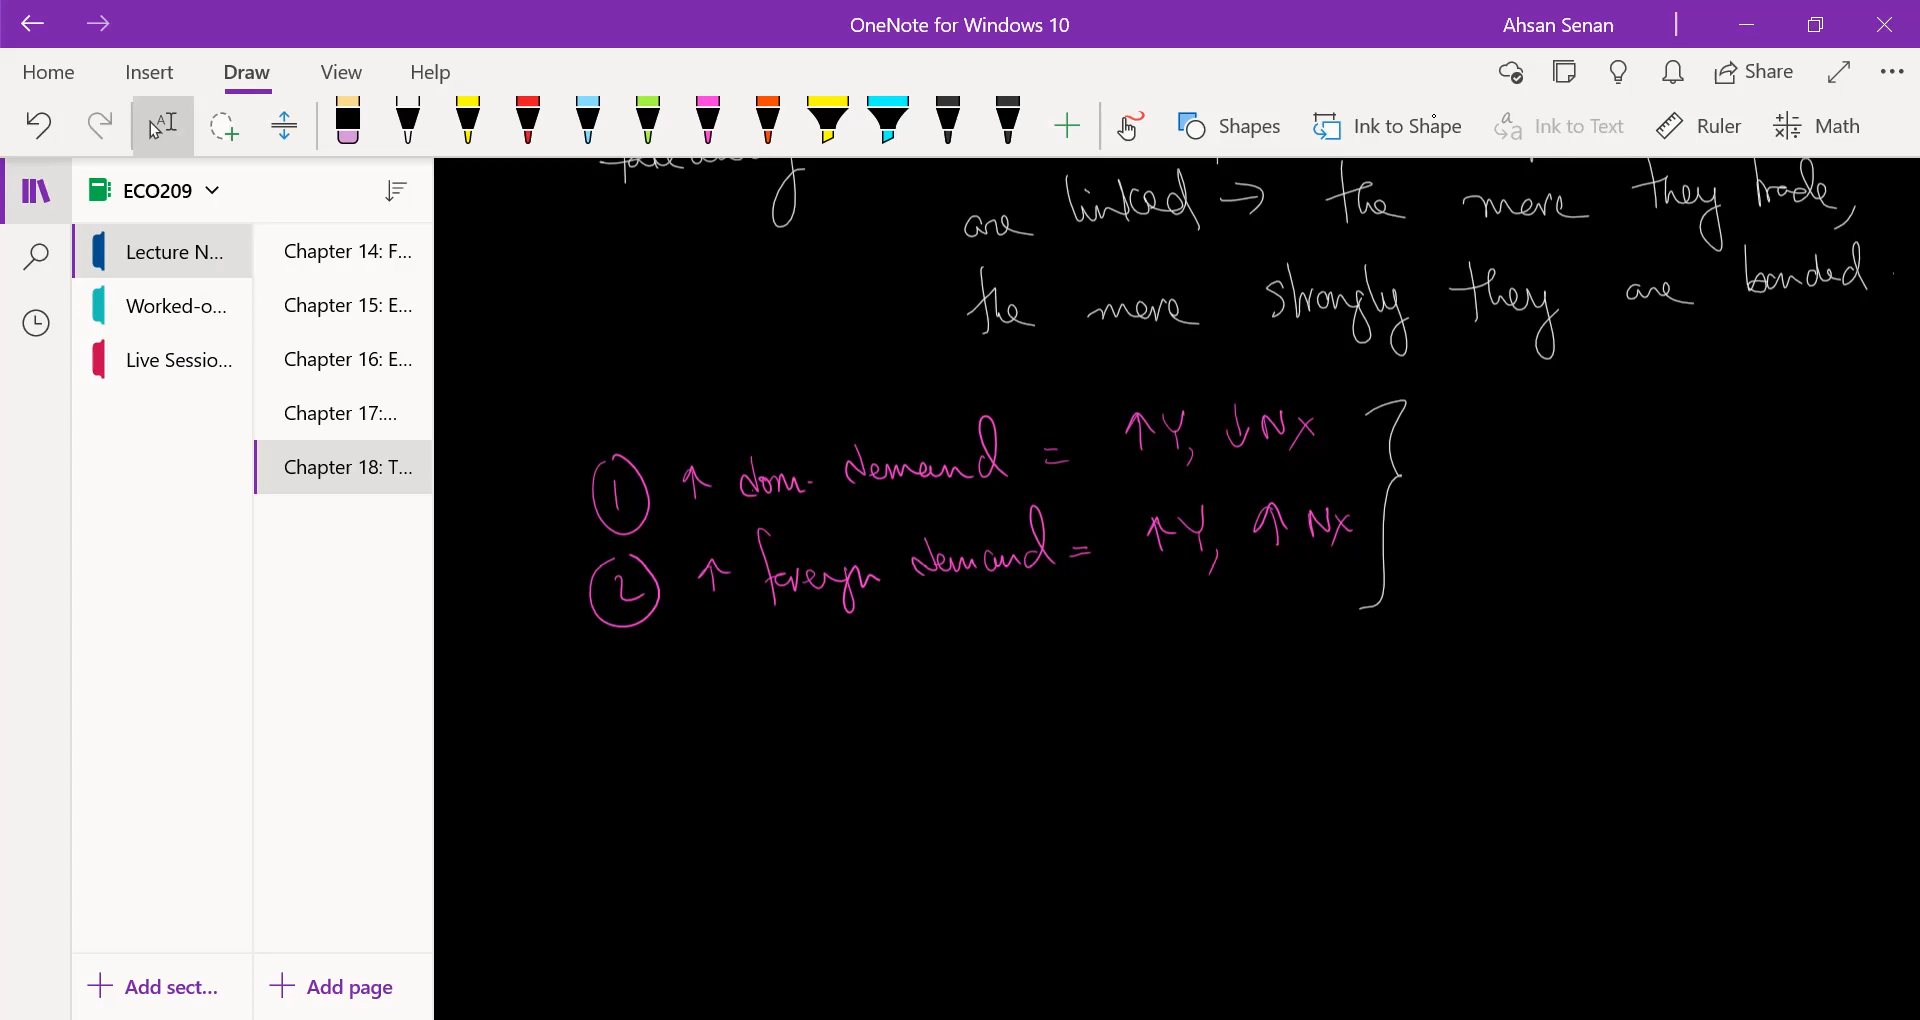 OneNote for Windows 10
Ahsan Senan
Home Insert Draw View Help
Share
Shapes Ink to Shape Ink to Text Ruler Math
ECO209
Lecture N...
Worked-o...
Live Sessio...
Chapter 14: F...
Chapter 15: E...
Chapter 16: E...
Chapter 17:...
Chapter 18: T...
Add sect...
Add page
are linked → the more they trade,
the more strongly they are bonded
① ↑ dom. demand = ↑Y, ↓NX
② ↑ foreign demand = ↑Y, ↑ NX